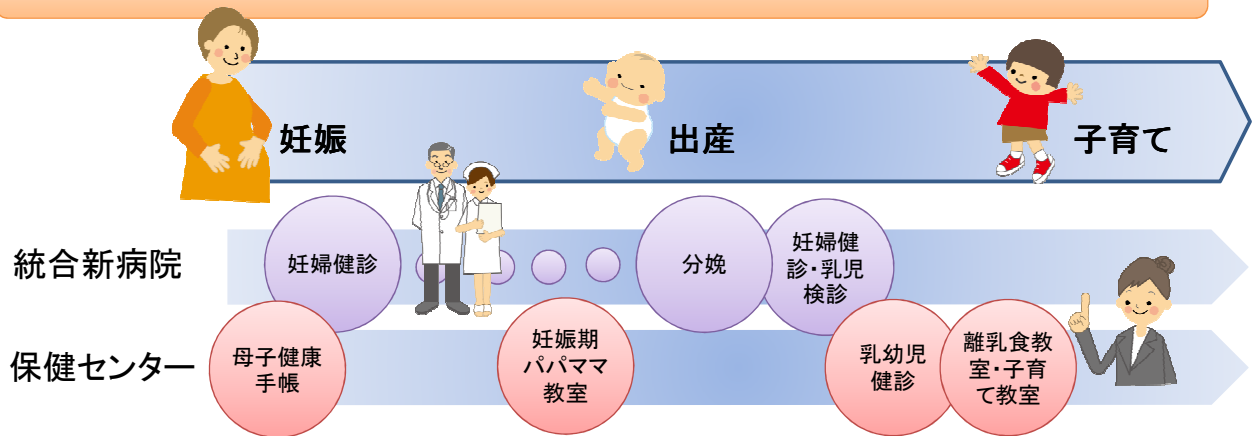 妊娠
出産
子育て
統合新病院
妊婦健診
分娩
妊婦健
診・乳児
検診
保健センター
母子健康
手帳
妊娠期
パパママ
教室
乳幼児
健診
離乳食教
室・子育
て教室